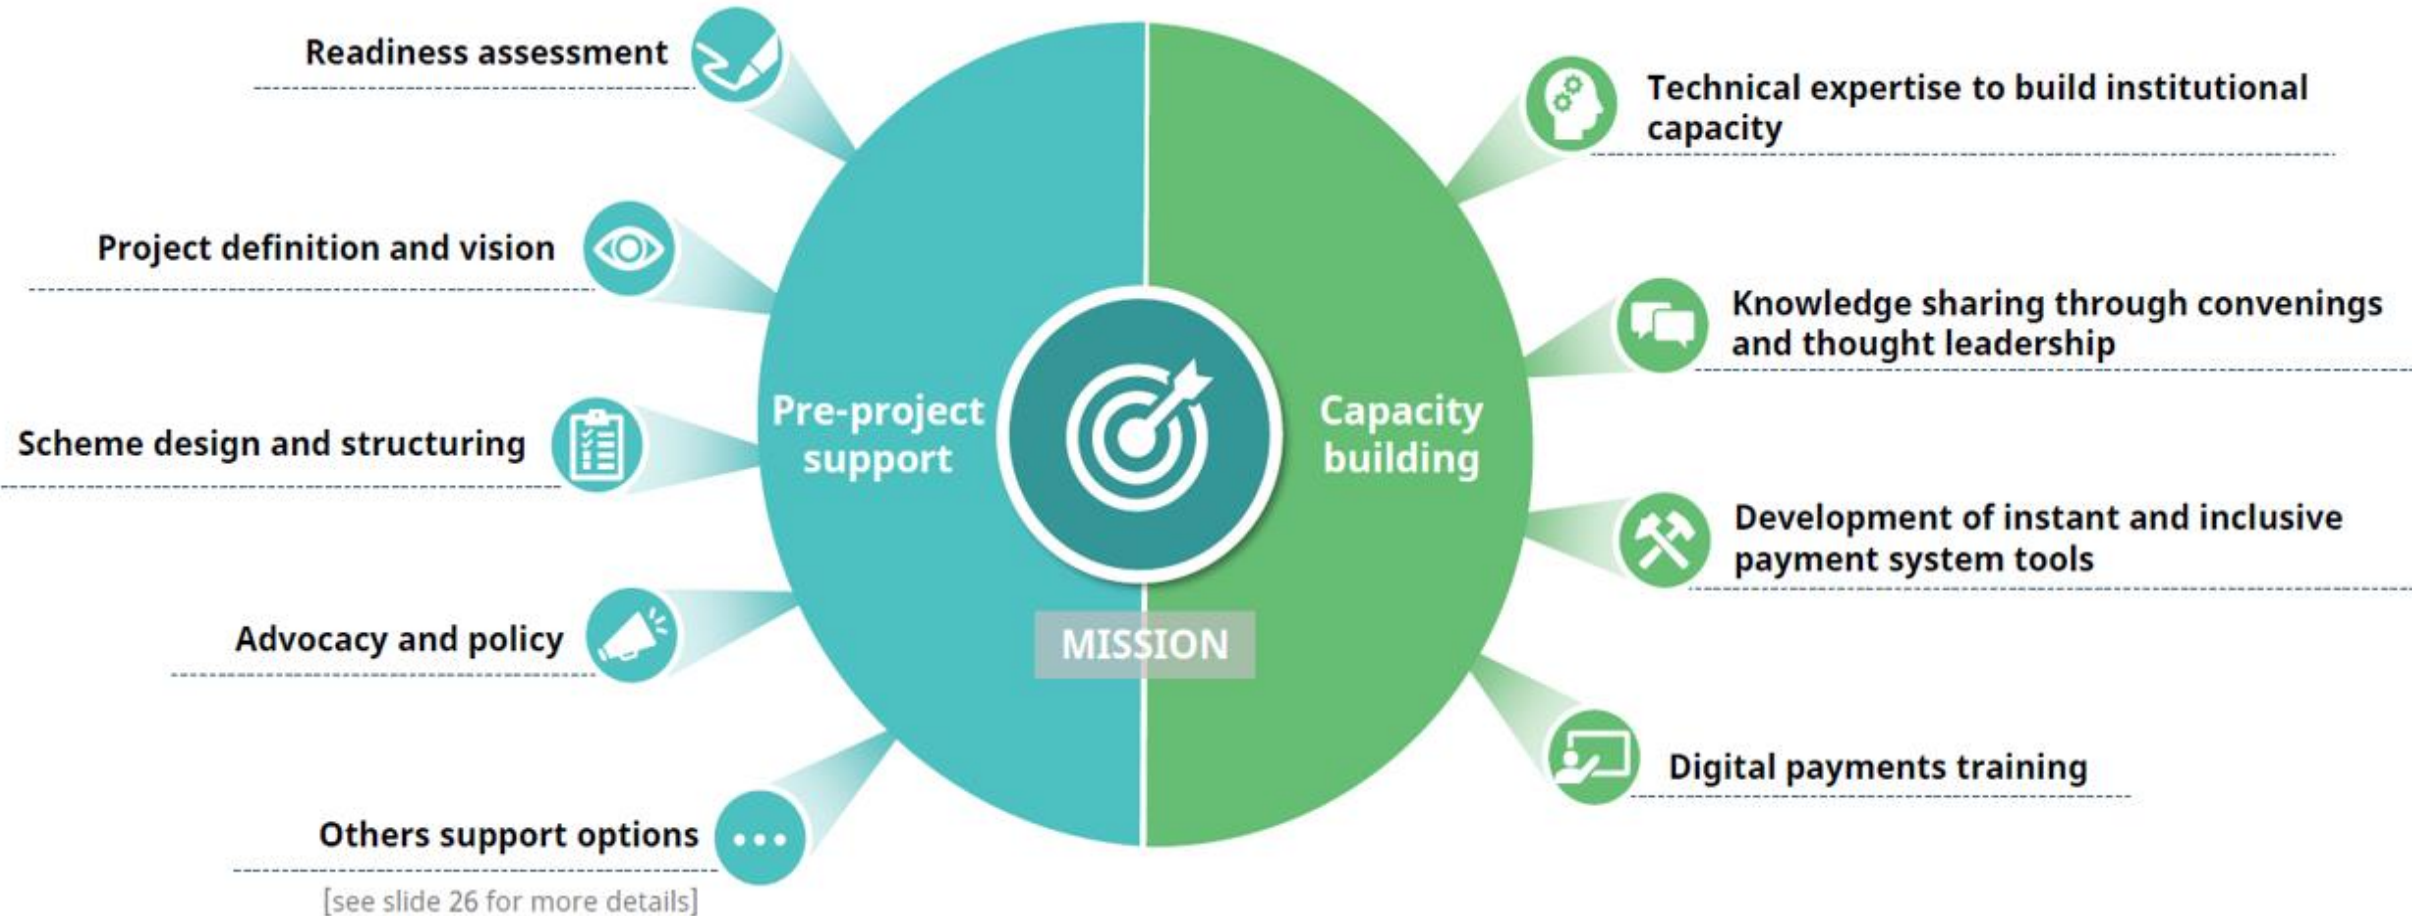 Readiness assessment
Project definition and vision
Scheme design and structuring
Advocacy and policy
Others support options
[see slide 26 for more details]
Pre-project
support
Capacity
building
MISSION
Technical expertise to build institutional
capacity
Knowledge sharing through convenings
and thought leadership
Development of instant and inclusive
payment system tools
Digital payments training